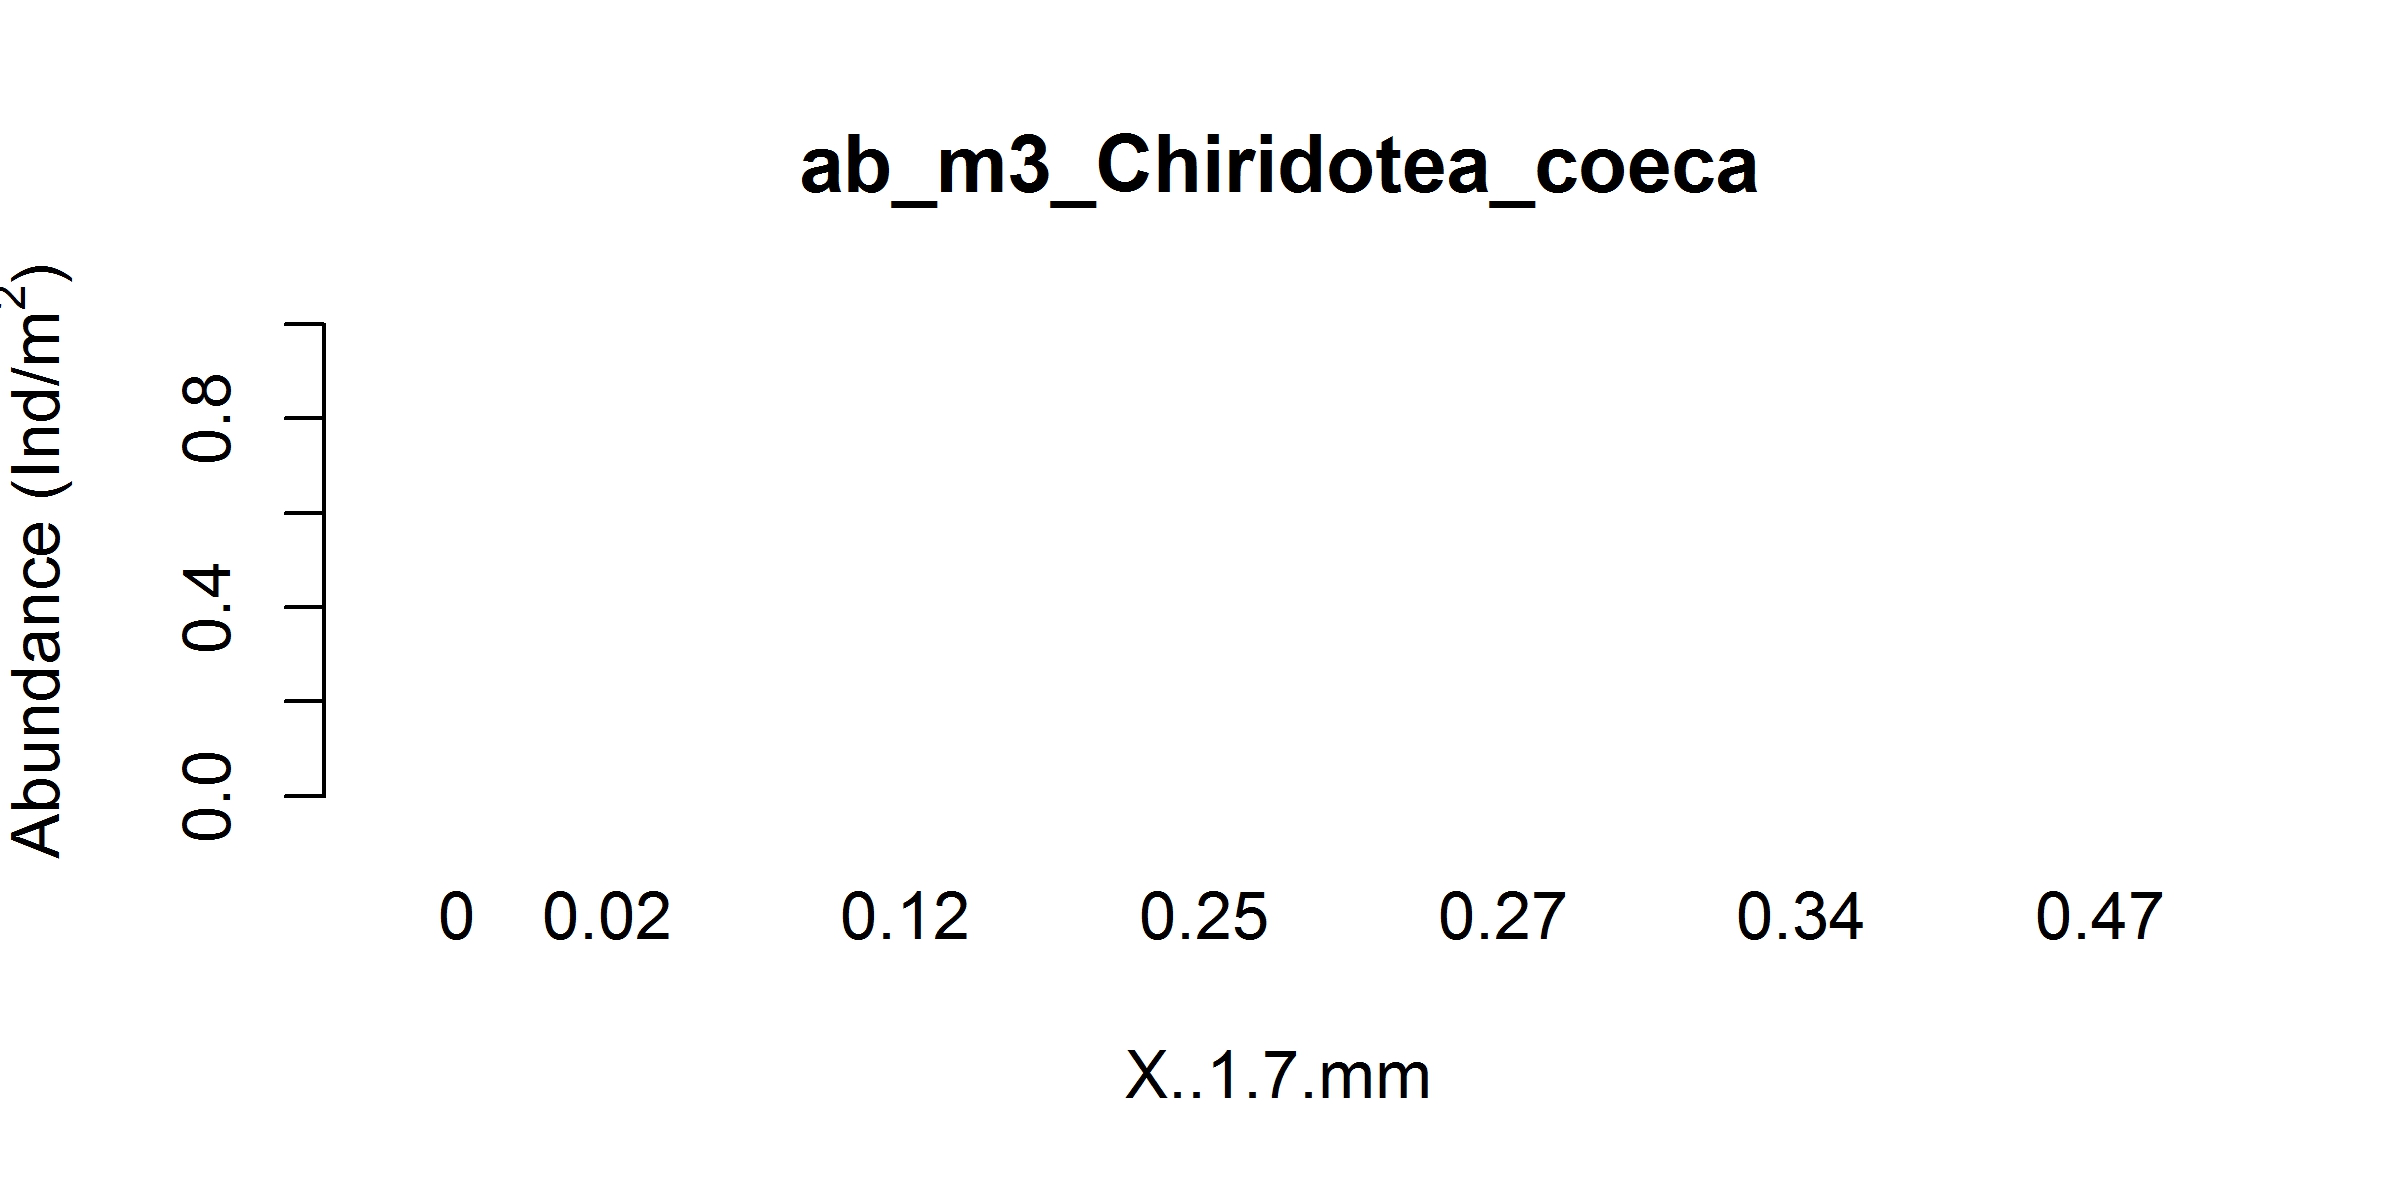 ab_m3_Chiridotea_coeca
Abundance (Ind/m²)
0.8
0.4
0.0
0 0.02 0.12 0.25 0.27 0.34 0.47
X..1.7.mm